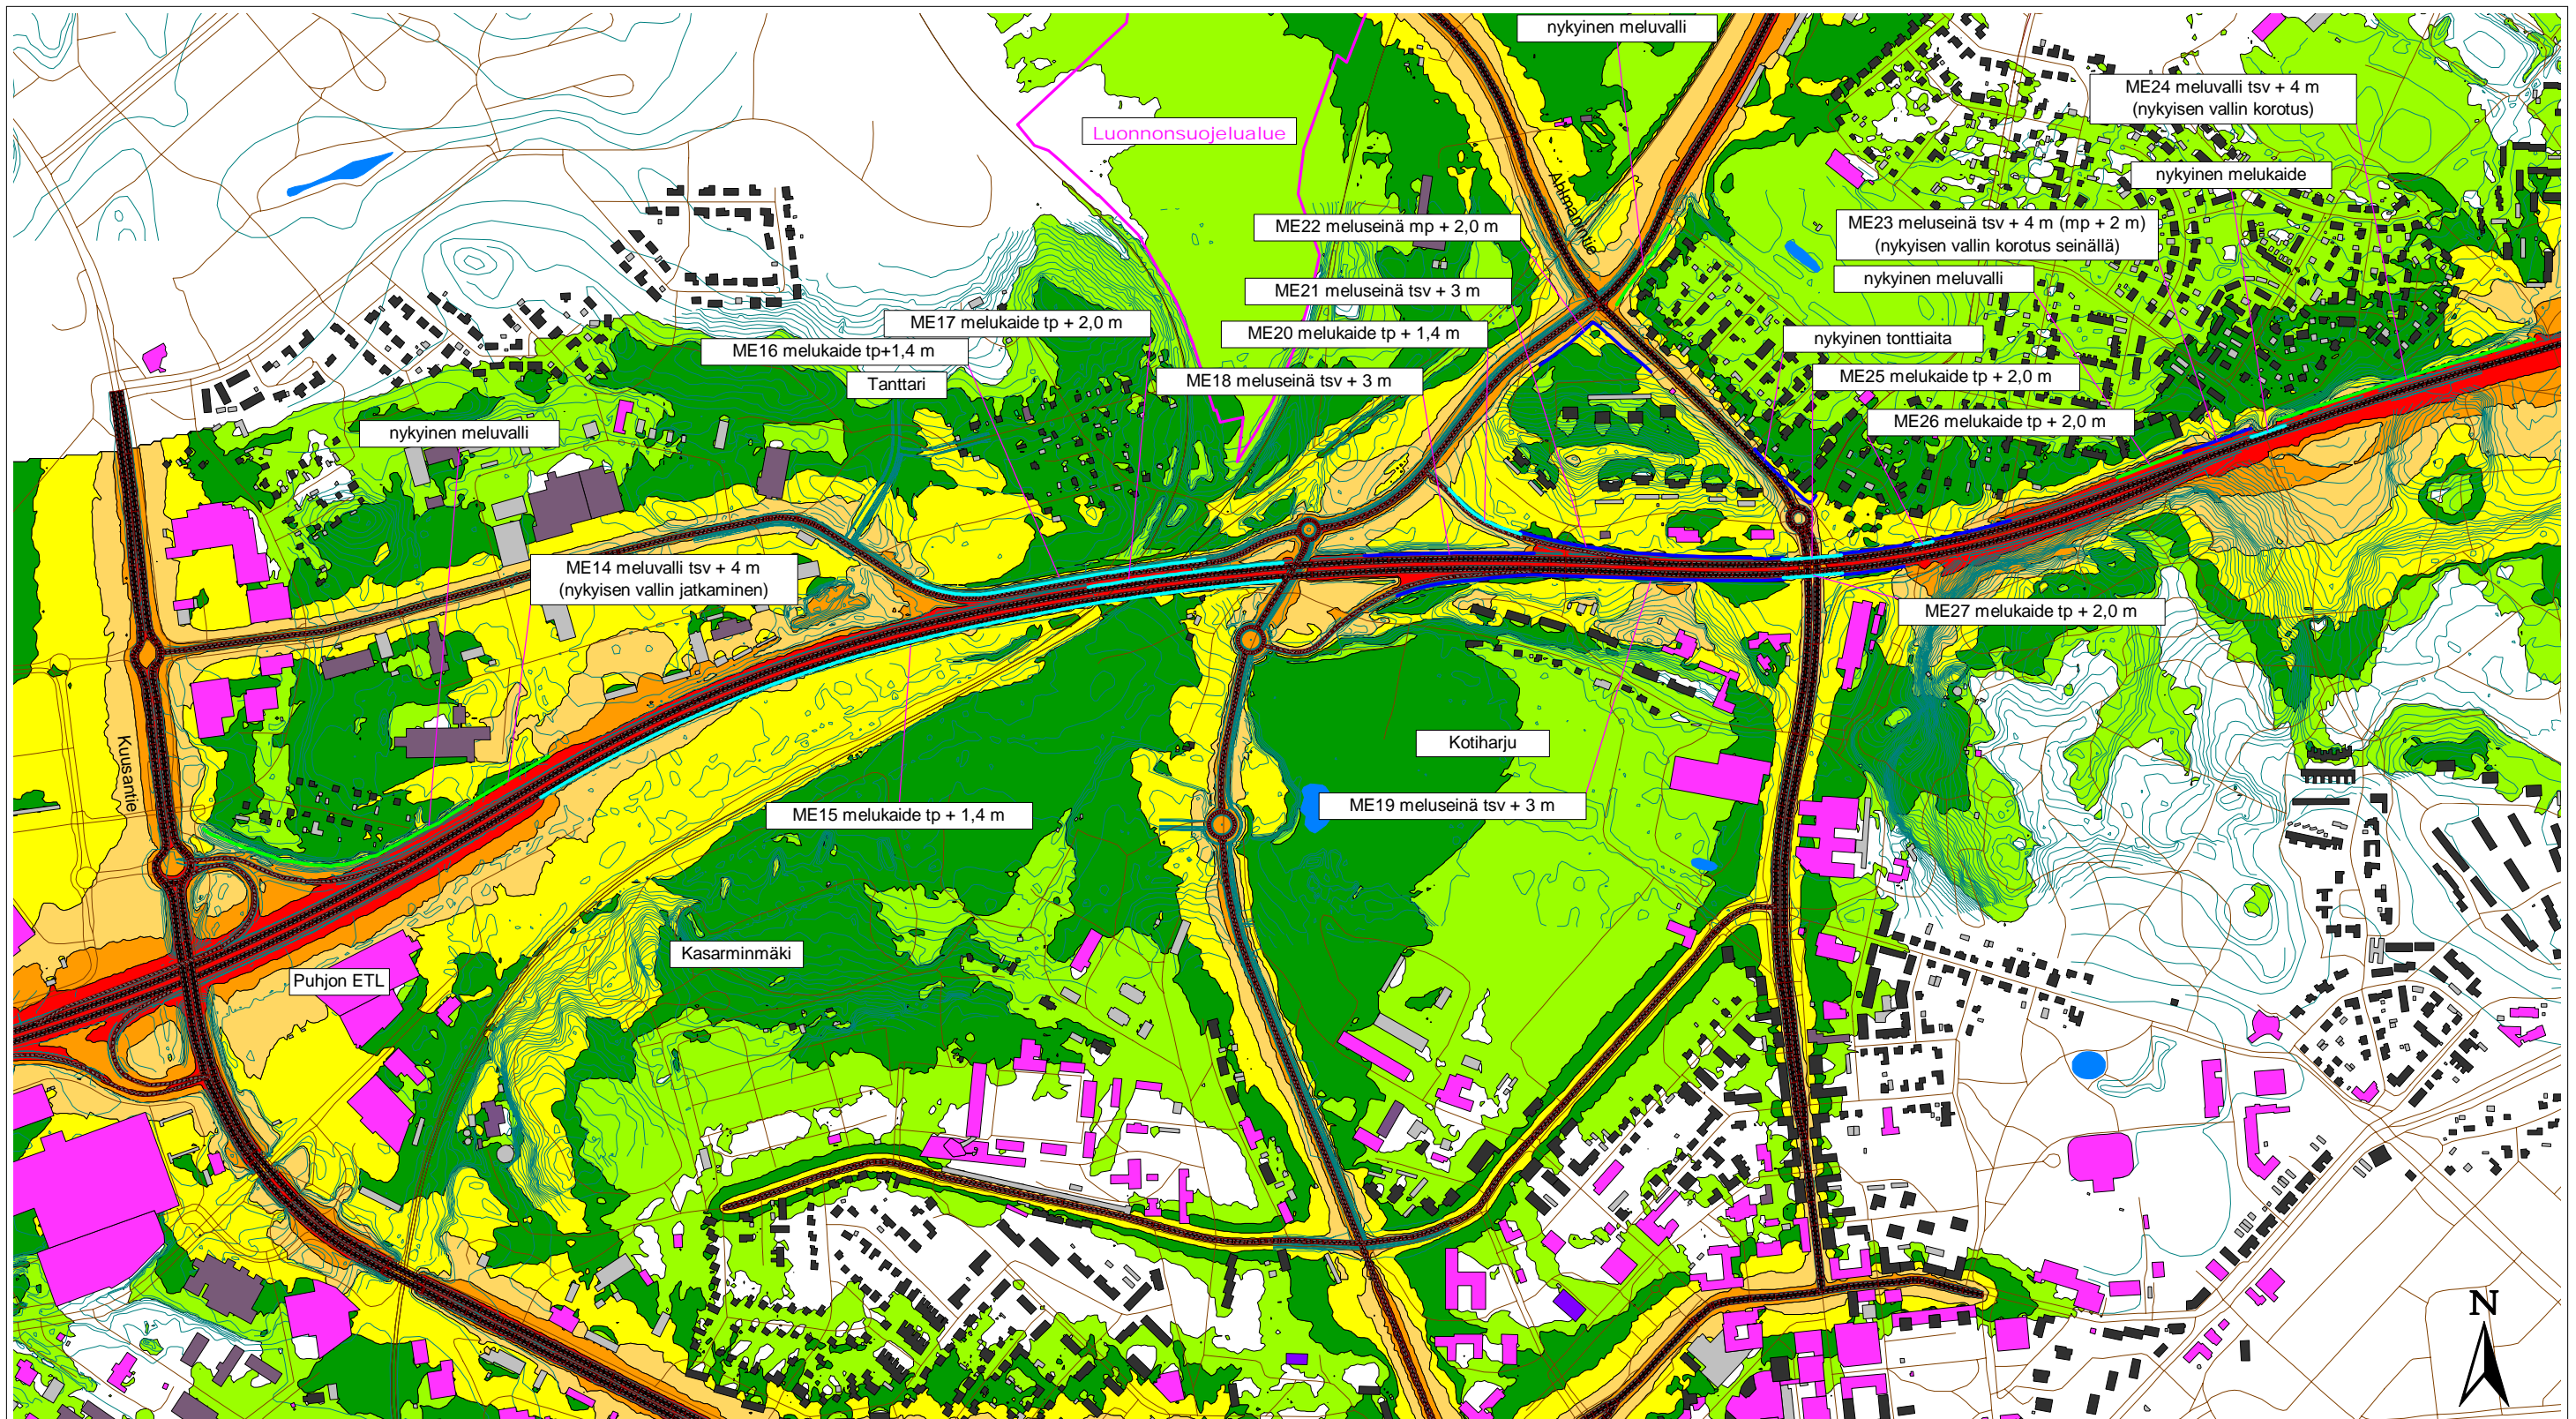 nykyinen meluvalli
ME24 meluvalli tsv + 4 m
(nykyisen vallin korotus)
Luonnonsuojelualue
nykyinen melukaide
Ahlmanintie
ME22 meluseinä mp + 2,0 m
ME23 meluseinä tsv + 4 m (mp + 2 m)
(nykyisen vallin korotus seinällä)
nykyinen meluvalli
ME21 meluseinä tsv + 3 m
ME17 melukaide tp + 2,0 m
ME20 melukaide tp + 1,4 m
nykyinen tonttiaita
ME16 melukaide tp+1,4 m
Tanttari
ME18 meluseinä tsv + 3 m
ME25 melukaide tp + 2,0 m
ME26 melukaide tp + 2,0 m
nykyinen meluvalli
ME14 meluvalli tsv + 4 m
(nykyisen vallin jatkaminen)
ME27 melukaide tp + 2,0 m
Kotiharju
Kuusantie
ME19 meluseinä tsv + 3 m
ME15 melukaide tp + 1,4 m
Kasarminmäki
Puhjon ETL
N